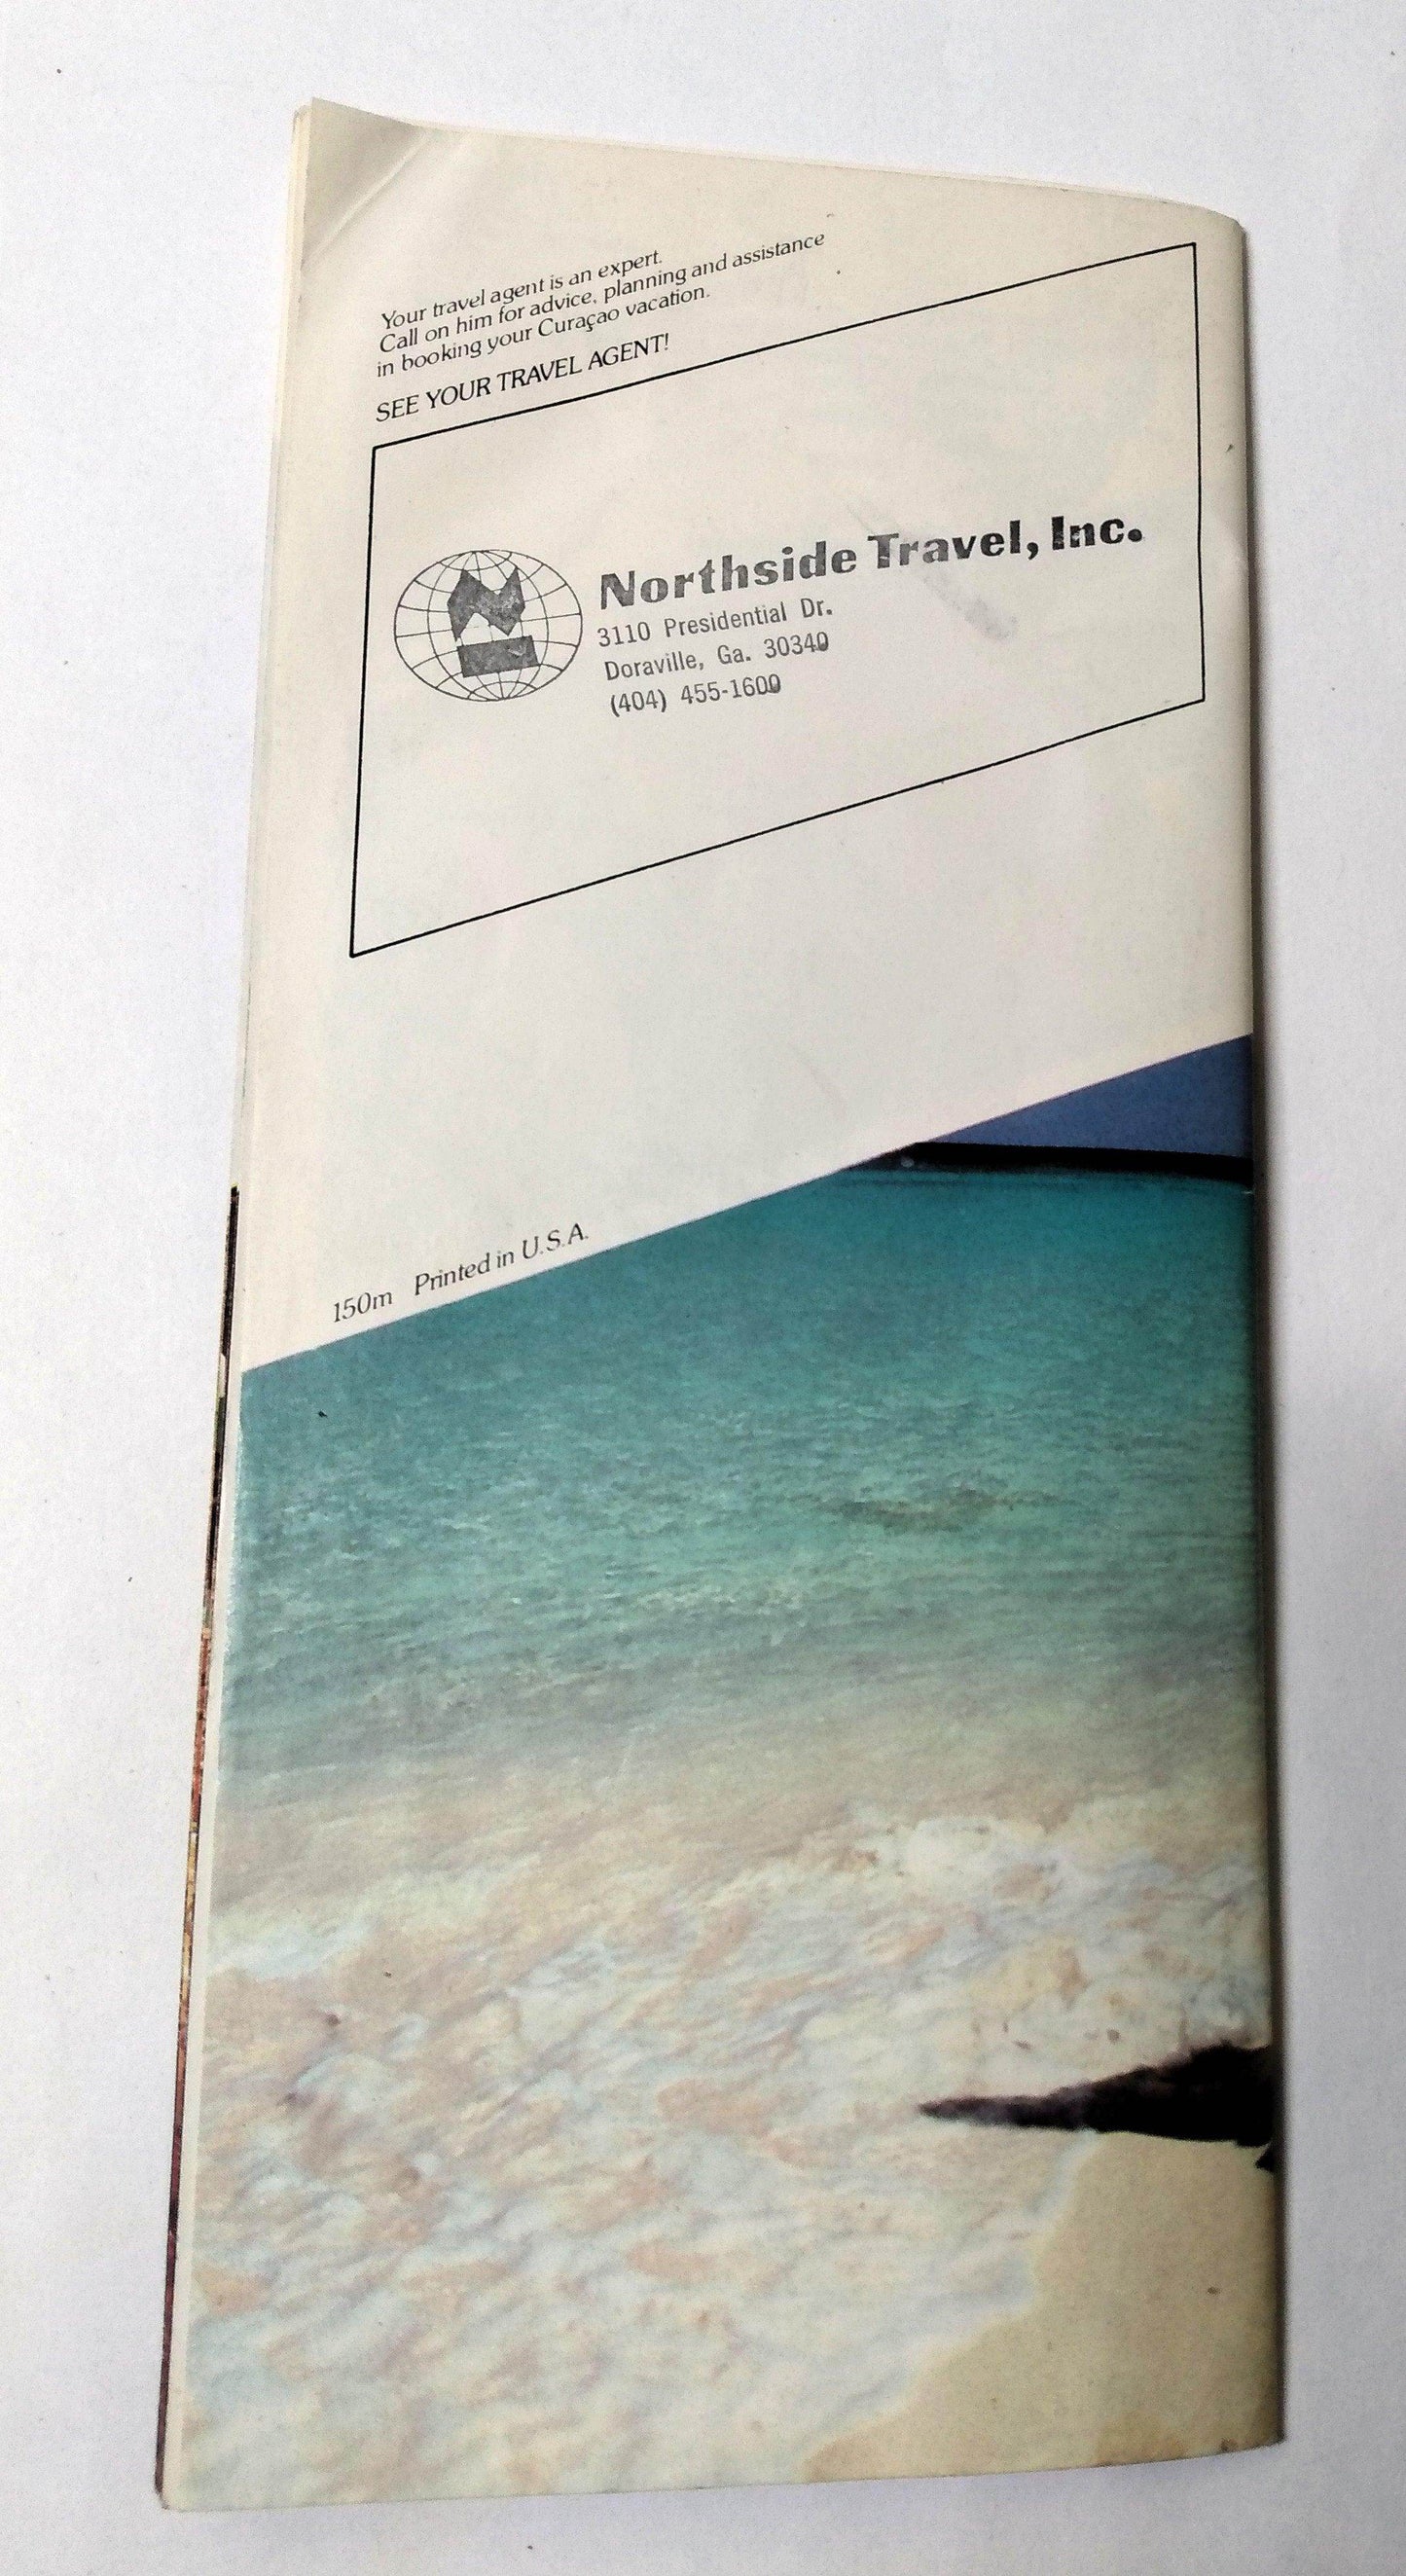 Your travel agent is an expert.
Call on him for advice, planning and assistance
in booking your Curaçao vacation.
SEE YOUR TRAVEL AGENT!
Northside Travel, Inc.
3110 Presidential Dr.
Doraville, Ga. 30340
(404) 455-1600
150m Printed in U.S.A.